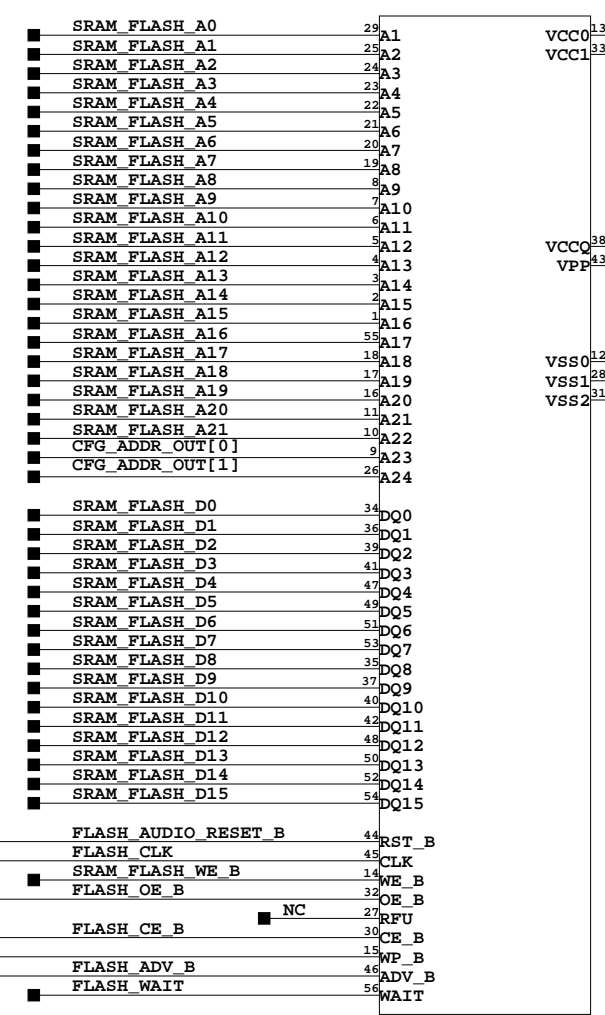 SRAM_FLASH_A0 29 A1 VCC0 13
SRAM_FLASH_A1 25 A2 VCC1 33
SRAM_FLASH_A2 24 A3
SRAM_FLASH_A3 23 A4
SRAM_FLASH_A4 22 A5
SRAM_FLASH_A5 21 A6
SRAM_FLASH_A6 20 A7
SRAM_FLASH_A7 19 A8
SRAM_FLASH_A8 8 A9
SRAM_FLASH_A9 7 A10
SRAM_FLASH_A10 6 A11
SRAM_FLASH_A11 5 A12 VCCQ 38
SRAM_FLASH_A12 4 A13 VPP 43
SRAM_FLASH_A13 3 A14
SRAM_FLASH_A14 2 A15
SRAM_FLASH_A15 1 A16
SRAM_FLASH_A16 55 A17
SRAM_FLASH_A17 18 A18 VSS0 12
SRAM_FLASH_A18 17 A19 VSS1 28
SRAM_FLASH_A19 16 A20 VSS2 31
SRAM_FLASH_A20 11 A21
SRAM_FLASH_A21 10 A22
CFG_ADDR_OUT[0] 9 A23
CFG_ADDR_OUT[1] 26 A24
SRAM_FLASH_D0 34 DQ0
SRAM_FLASH_D1 36 DQ1
SRAM_FLASH_D2 39 DQ2
SRAM_FLASH_D3 41 DQ3
SRAM_FLASH_D4 47 DQ4
SRAM_FLASH_D5 49 DQ5
SRAM_FLASH_D6 51 DQ6
SRAM_FLASH_D7 53 DQ7
SRAM_FLASH_D8 35 DQ8
SRAM_FLASH_D9 37 DQ9
SRAM_FLASH_D10 40 DQ10
SRAM_FLASH_D11 42 DQ11
SRAM_FLASH_D12 48 DQ12
SRAM_FLASH_D13 50 DQ13
SRAM_FLASH_D14 52 DQ14
SRAM_FLASH_D15 54 DQ15
FLASH_AUDIO_RESET_B 44 RST_B
FLASH_CLK 45 CLK
SRAM_FLASH_WE_B 14 WE_B
FLASH_OE_B 32 OE_B
NC 27 RFU
FLASH_CE_B 30 CE_B
15 WP_B
FLASH_ADV_B 46 ADV_B
FLASH_WAIT 56 WAIT